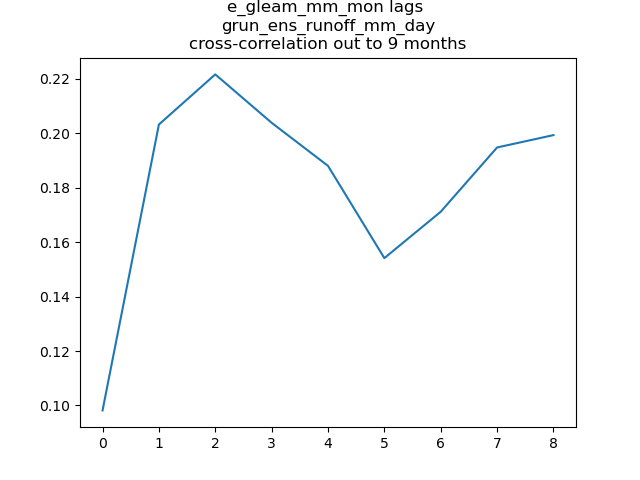 e_gleam_mm_mon lags
grun_ens_runoff_mm_day
cross-correlation out to 9 months
0.22
0.20
0.18
0.16
0.14
0.12
0.10
0 1 2 3 4 5 6 7 8